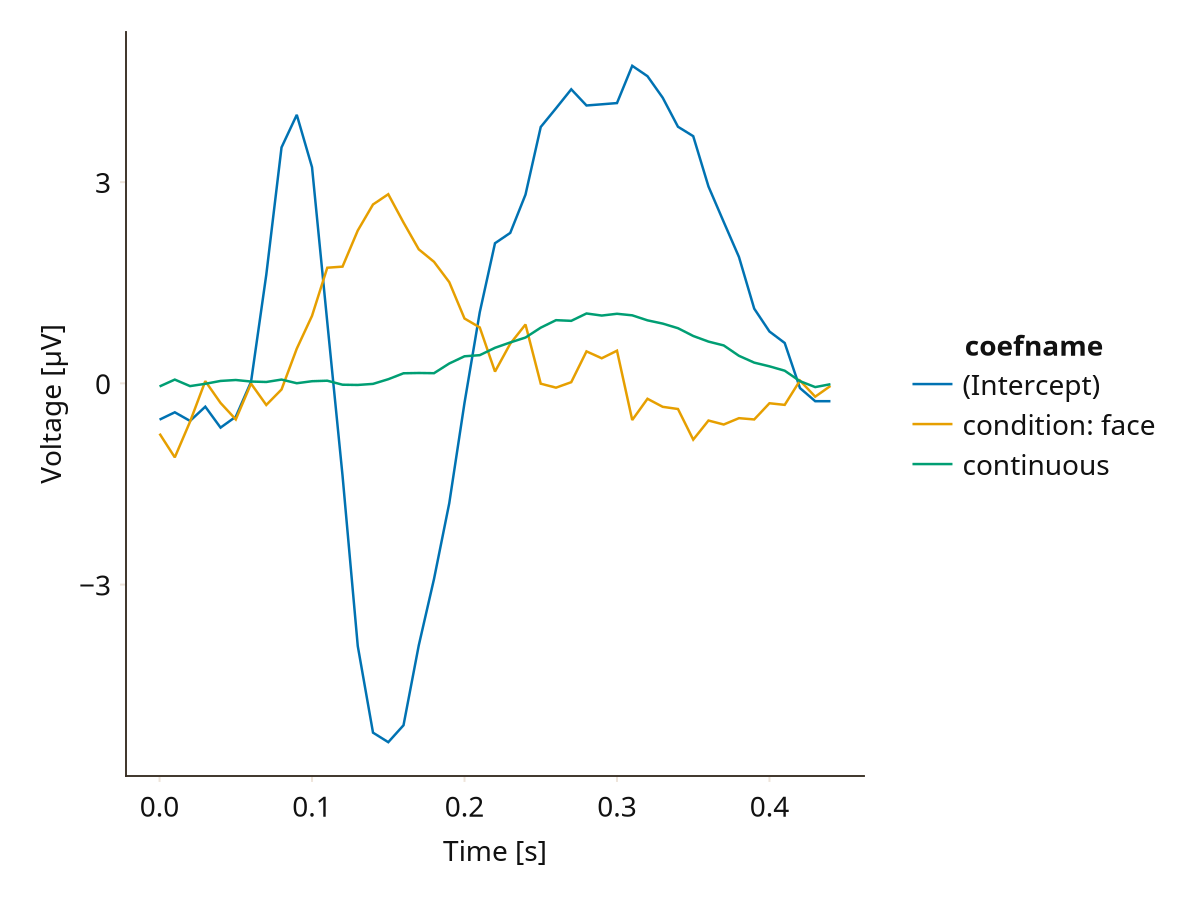 3
0
−3
Voltage [µV]
0.0 0.1 0.2 0.3 0.4
Time [s]
coefname
(Intercept)
condition: face
continuous